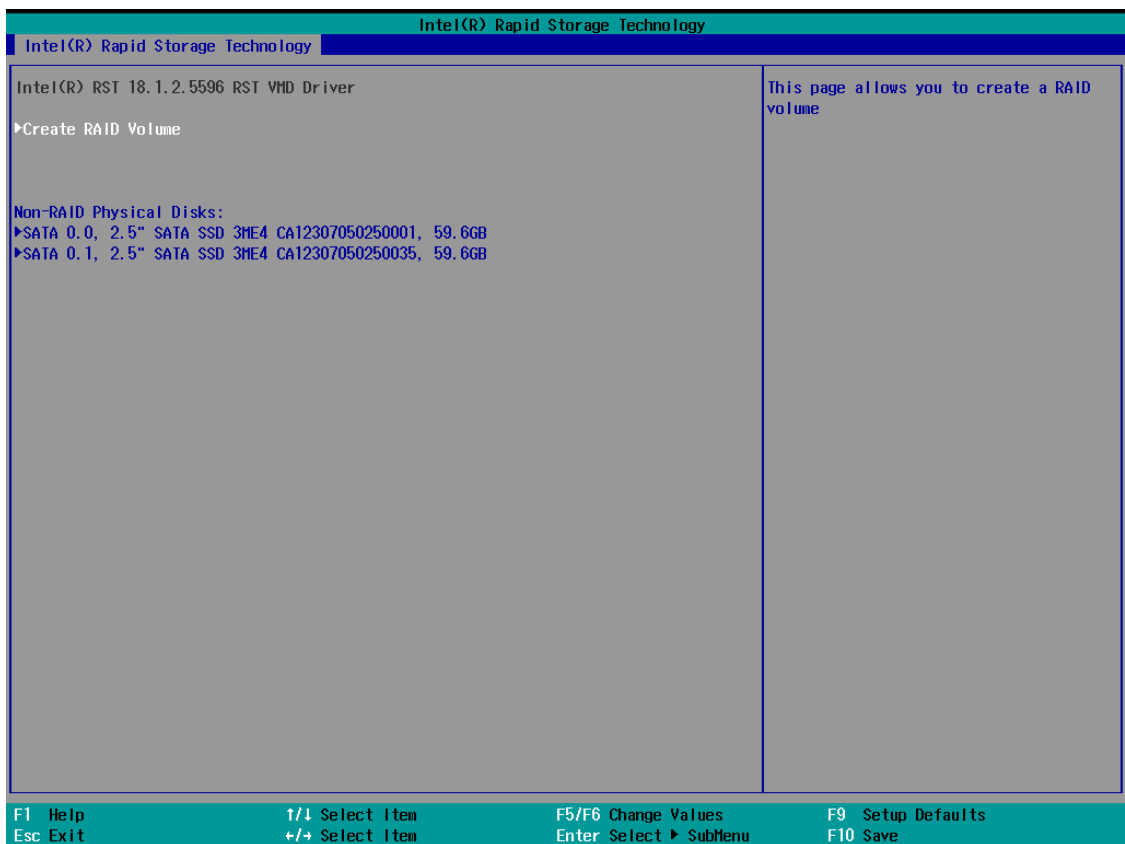 Intel(R) Rapid Storage Technology
Intel(R) Rapid Storage Technology
Intel(R) RST 18.1.2.5596 RST VMD Driver
This page allows you to create a RAID
volume
▶Create RAID Volume
Non-RAID Physical Disks:
▶SATA 0.0, 2.5" SATA SSD 3ME4 CA12307050250001, 59.6GB
▶SATA 0.1, 2.5" SATA SSD 3ME4 CA12307050250035, 59.6GB
F1 Help ↑/↓ Select Item F5/F6 Change Values F9 Setup Defaults
Esc Exit ←/→ Select Item Enter Select ▶ SubMenu F10 Save